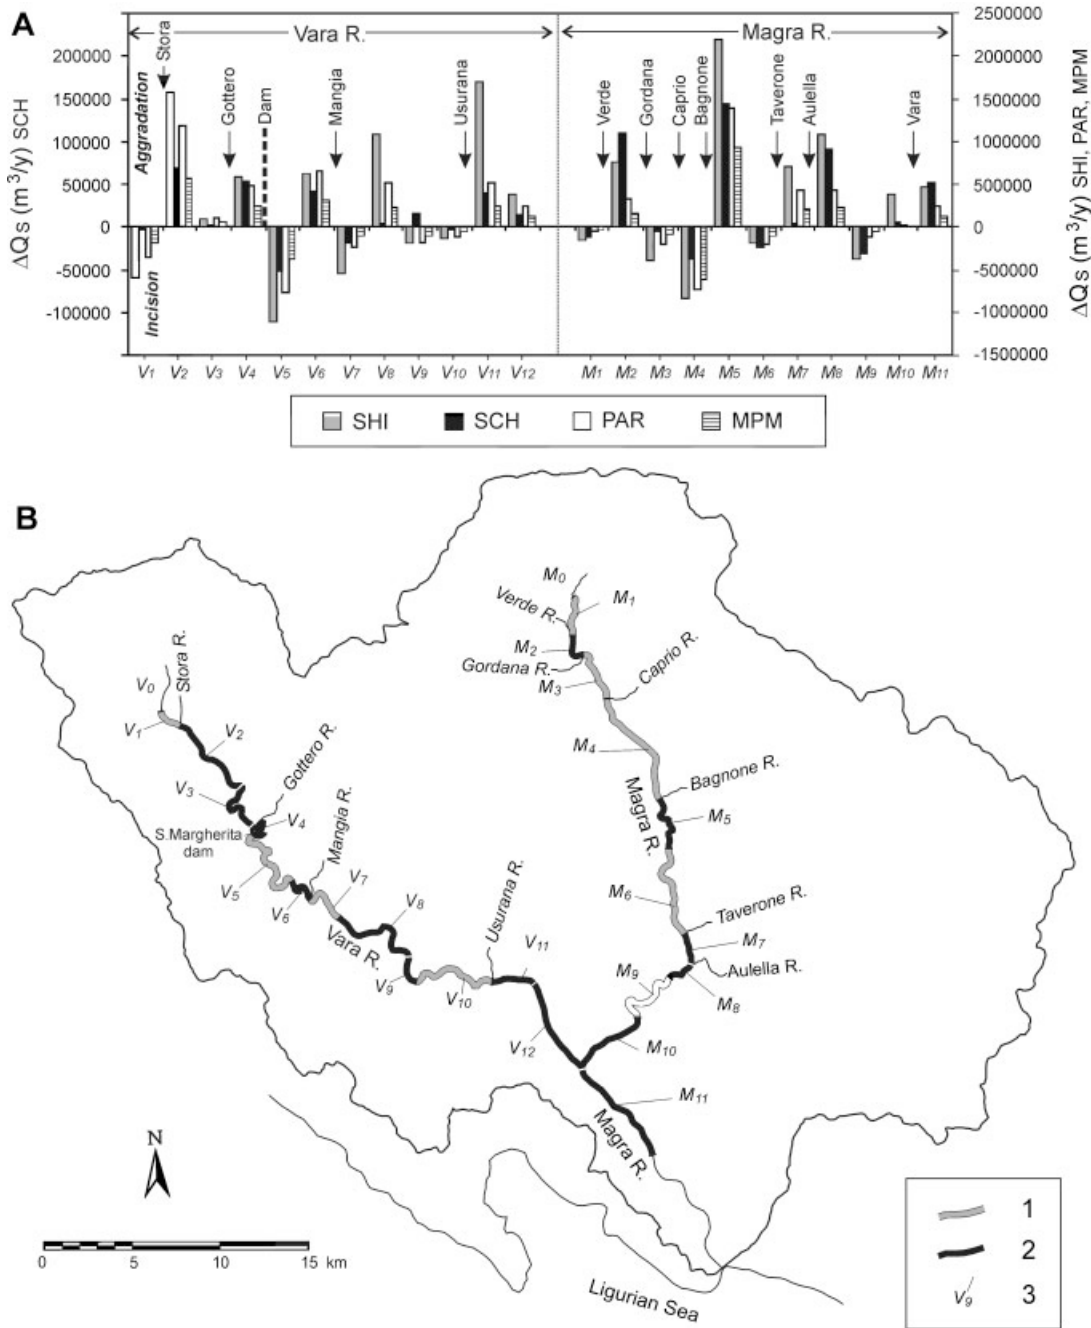 A
Vara R.
Magra R.
ΔQs (m3/y) SCH
200000
150000
100000
50000
0
-50000
-100000
Aggradation
Incision
Stora
Gottero
Dam
Mangia
Usurana
Verde
Gordana
Caprio
Bagnone
Taverone
Aulella
Vara
2500000
2000000
1500000
1000000
500000
0
-500000
-1000000
-1500000
ΔQs (m3/y) SHI, PAR, MPM
V1 V2 V3 V4 V5 V6 V7 V8 V9 V10 V11 V12 M1 M2 M3 M4 M5 M6 M7 M8 M9 M10 M11
SHI SCH PAR MPM
B
M0
M1
Verde R.
M2
Gordana R.
Caprio R.
M3
Stora R.
V0
V1
V2
M4
Gottero R.
Bagnone R.
V3
V4
Magra R.
M5
S.Margherita
dam
Mangia R.
V5
V6
V7
V8
M6
Taverone R.
Usurana R.
Vara R.
V11
M7
Aulella R.
M9
M8
V9
V10
V12
M10
M11
Magra R.
N
0 5 10 15
km
Ligurian Sea
1
2
V9 3